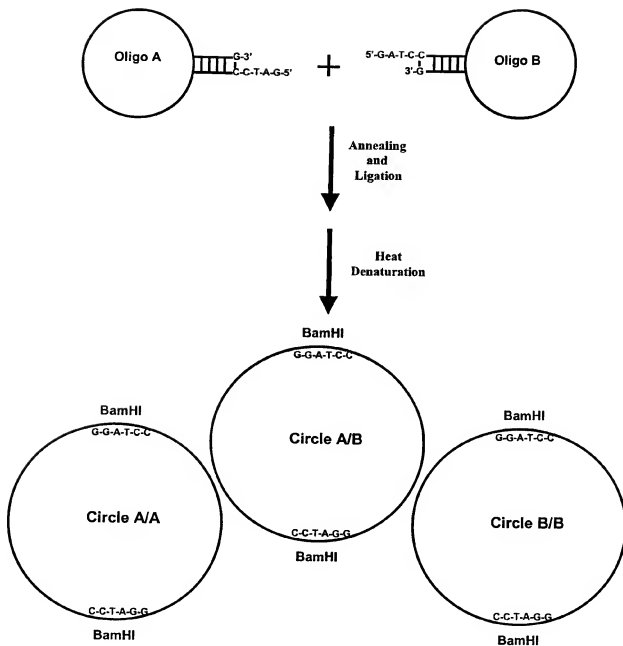 Oligo A
G-3'
C-C-T-A-G-5'
+
5'-G-A-T-C-C
3'-G
Oligo B
Annealing
and
Ligation
Heat
Denaturation
BamHI
G-G-A-T-C-C
Circle A/B
C-C-T-A-G-G
BamHI
BamHI
G-G-A-T-C-C
Circle A/A
C-C-T-A-G-G
BamHI
BamHI
G-G-A-T-C-C
Circle B/B
C-C-T-A-G-G
BamHI